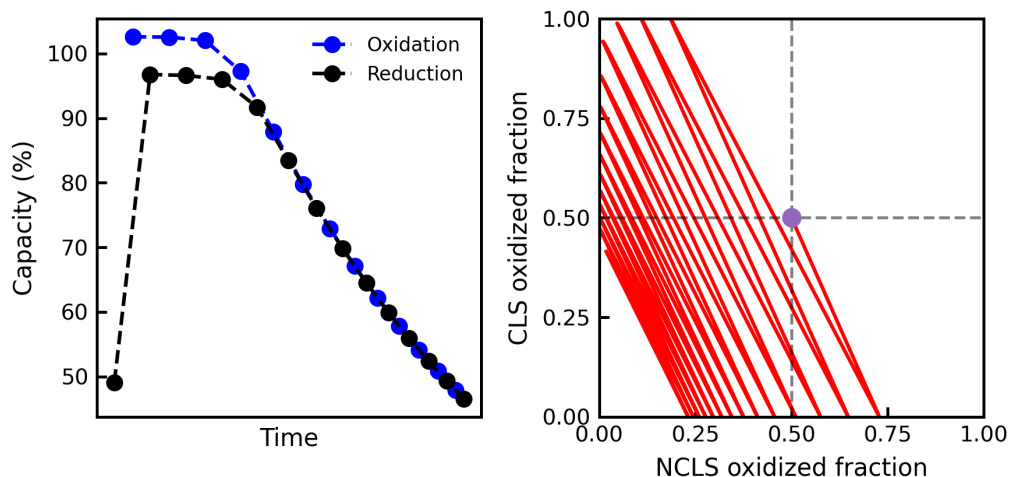 Capacity (%)
100
90
80
70
60
50
Oxidation
Reduction
Time
CLS oxidized fraction
1.00
0.75
0.50
0.25
0.00
0.00 0.25 0.50 0.75 1.00
NCLS oxidized fraction